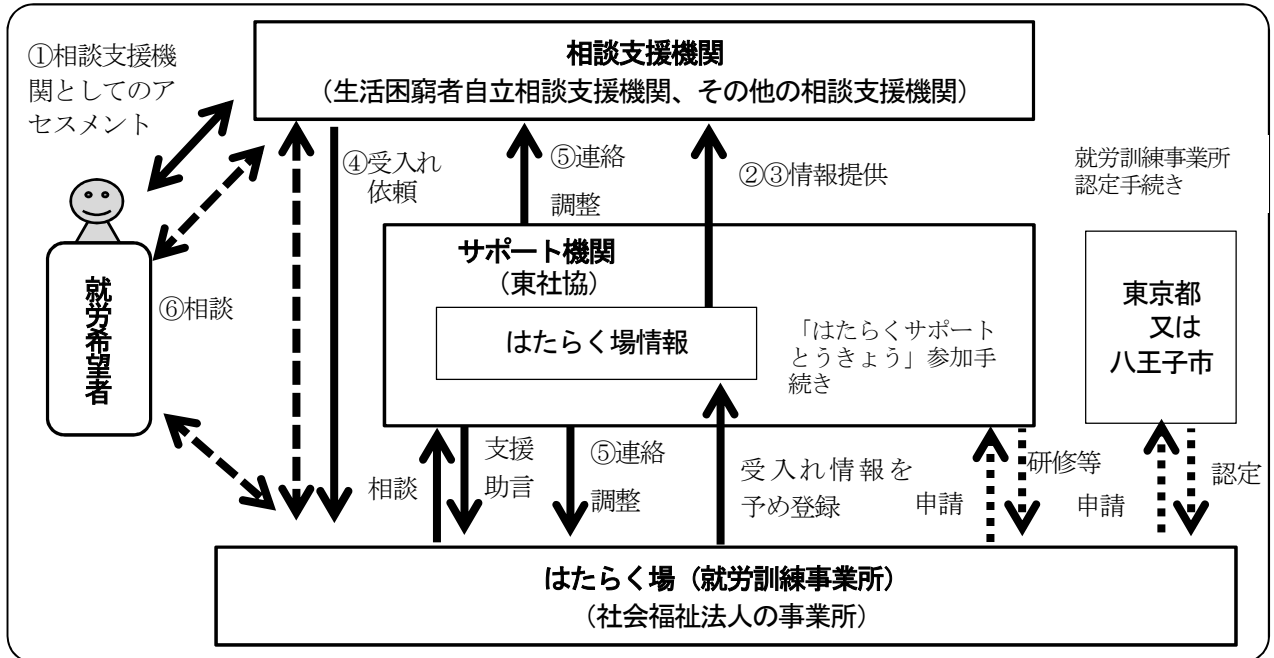 相談支援機関
（生活困窮者自立相談支援機関、その他の相談支援機関）
①相談支援機
関としてのア
セスメント
④受入れ
依頼
⑤連絡
調整
②③情報提供
就労訓練事業所
認定手続き
就労希望者
⑥相談
サポート機関
（東社協）
はたらく場情報
「はたらくサポート
とうきょう」参加手
続き
東京都
又は
八王子市
相談
支援
助言
⑤連絡
調整
受入れ情報を
予め登録
申請
研修等
申請
認定
はたらく場（就労訓練事業所）
（社会福祉法人の事業所）